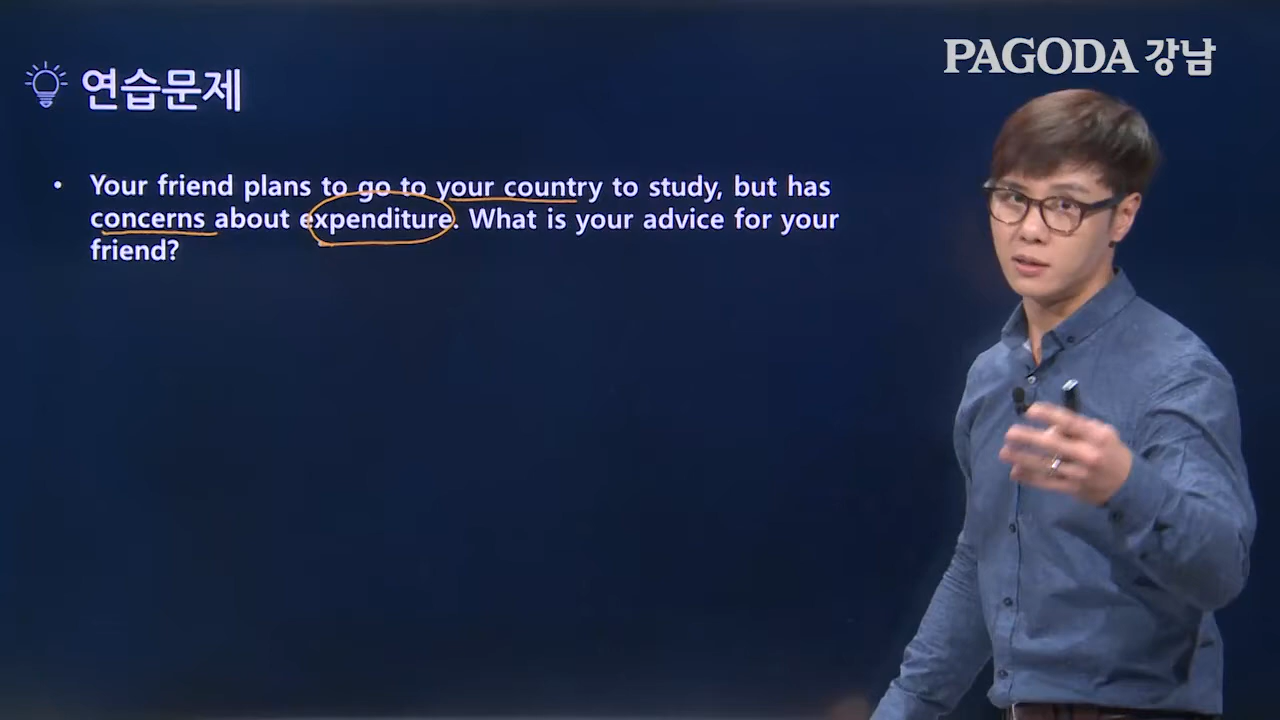 PAGODA 강남
연습문제
• Your friend plans to go to your country to study, but has
concerns about expenditure. What is your advice for your
friend?